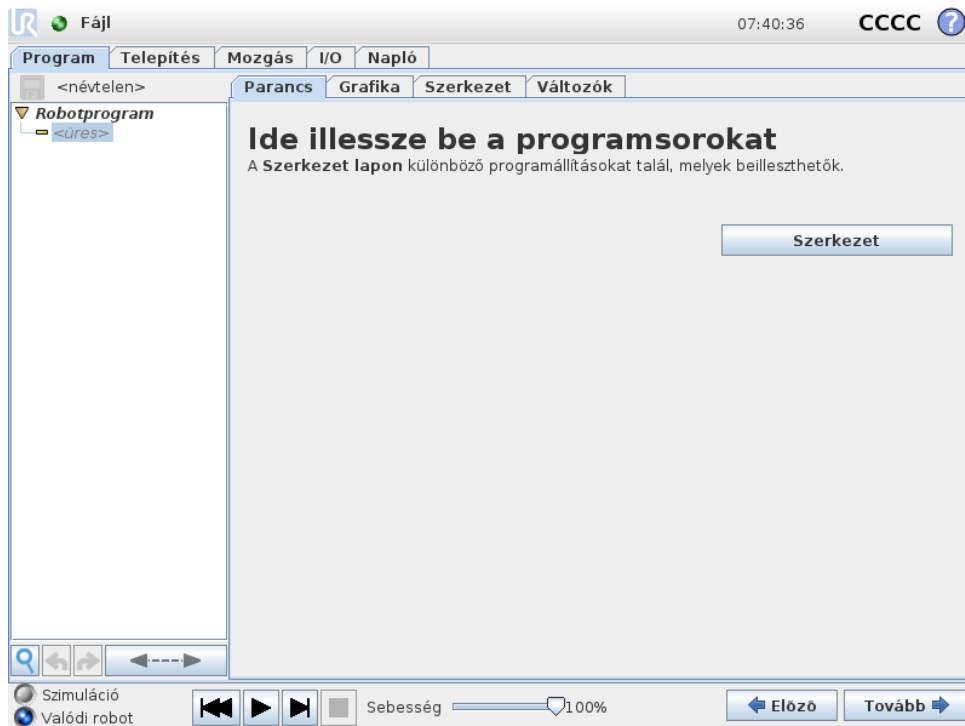 UR Fájl 07:40:36 CCCC ?
Program Telepítés Mozgás I/O Napló
<névtelen> Parancs Grafika Szerkezet Változók
Robotprogram
<üres>
Ide illessze be a programsorokat
A Szerkezet lapon különböző programállításokat talál, melyek beilleszthetők.
Szerkezet
Szimuláció
Valódi robot
Sebesség 100%
Előző Tovább